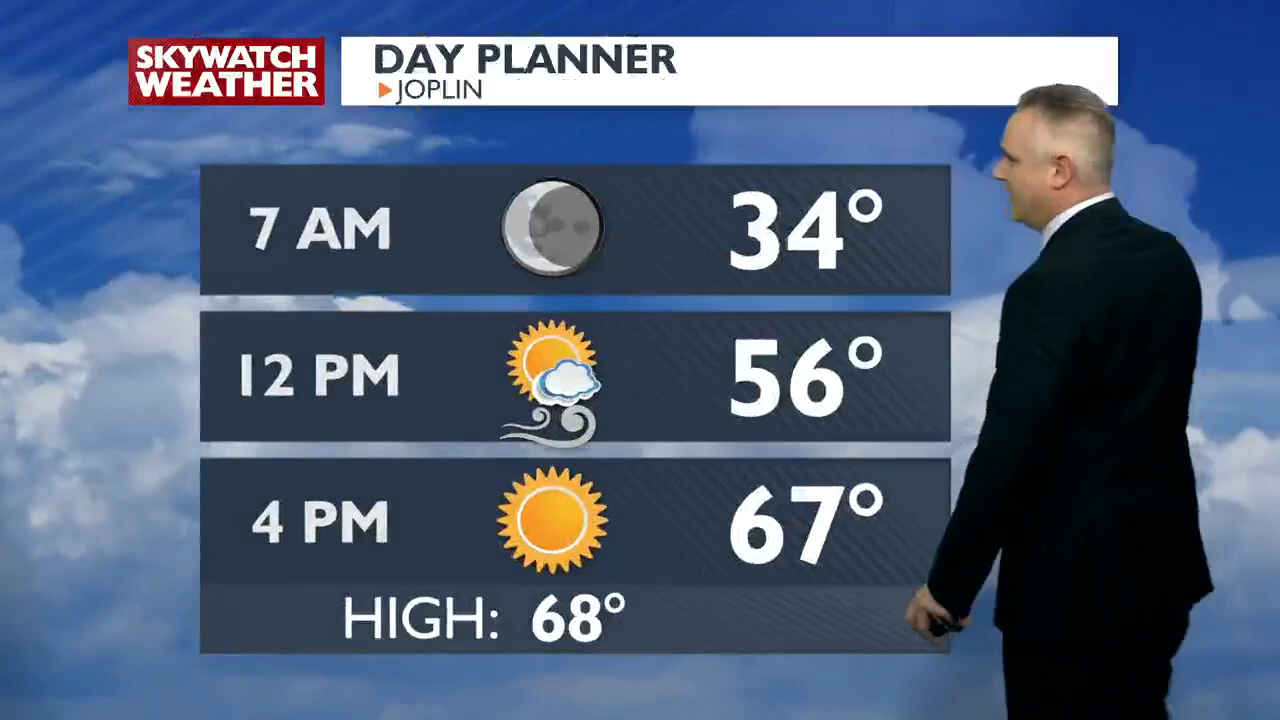 SKYWATCH
WEATHER
DAY PLANNER
JOPLIN
7 AM 34°
12 PM 56°
4 PM 67°
HIGH: 68°